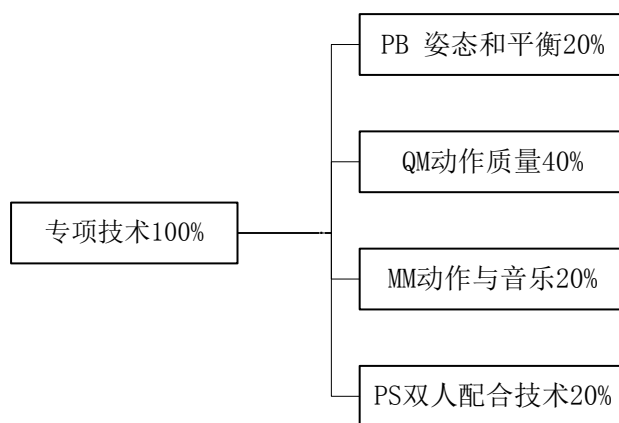 PB 姿态和平衡20%
QM动作质量40%
专项技术100%
MM动作与音乐20%
PS双人配合技术20%